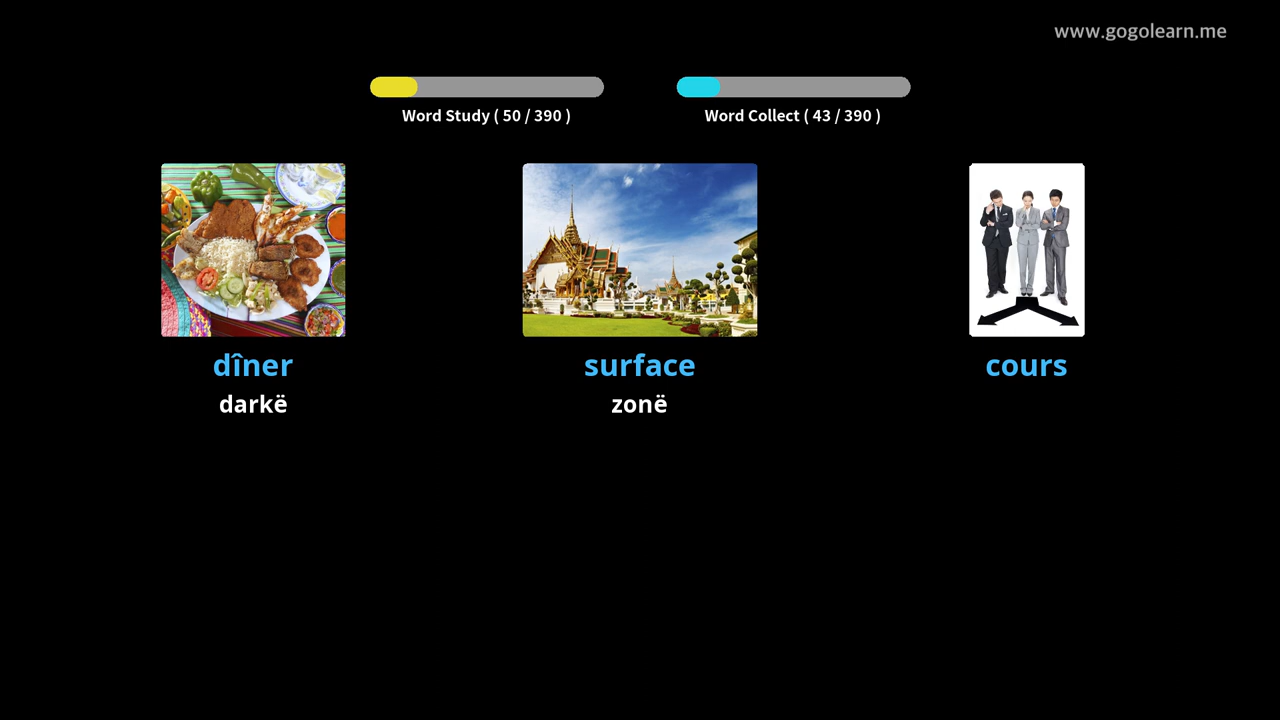 www.gogolearn.me
Word Study ( 50 / 390 )
Word Collect ( 43 / 390 )
dîner
darkë
surface
zonë
cours